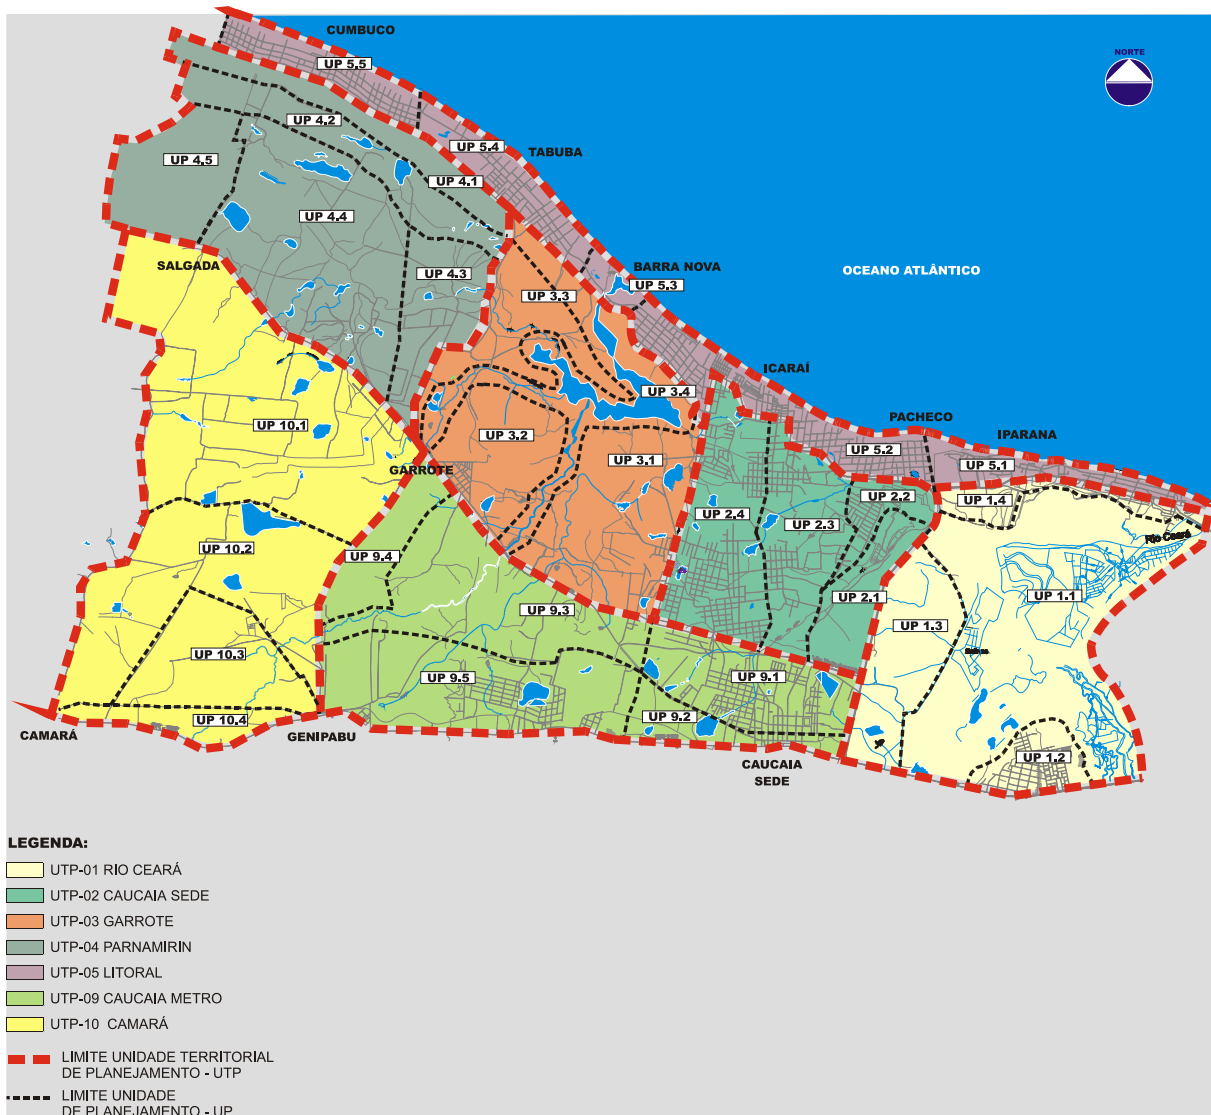 CUMBUCO
NORTE
UP 5.5
UP 4.2
UP 5.4
TABUBA
UP 4.5
UP 4.1
UP 4.4
SALGADA
UP 4.3
BARRA NOVA
OCEANO ATLÂNTICO
UP 5.3
UP 3.3
ICARAÍ
UP 3.4
PACHECO
UP 10.1
UP 3.2
IPARANA
UP 5.2
UP 3.1
UP 5.1
GARROTE
UP 2.2
UP 1.4
UP 2.4
UP 2.3
Rio Ceará
UP 10.2
UP 9.4
UP 2.1
UP 1.1
UP 9.3
UP 1.3
UP 10.3
UP 9.5
UP 9.1
UP 10.4
UP 9.2
CAMARÁ
GENIPABU
UP 1.2
CAUCAIA
SEDE
LEGENDA:
UTP-01 RIO CEARÁ
UTP-02 CAUCAIA SEDE
UTP-03 GARROTE
UTP-04 PARNAMIRIN
UTP-05 LITORAL
UTP-09 CAUCAIA METRO
UTP-10 CAMARÁ
LIMITE UNIDADE TERRITORIAL
DE PLANEJAMENTO - UTP
LIMITE UNIDADE
DE PLANEJAMENTO - UP